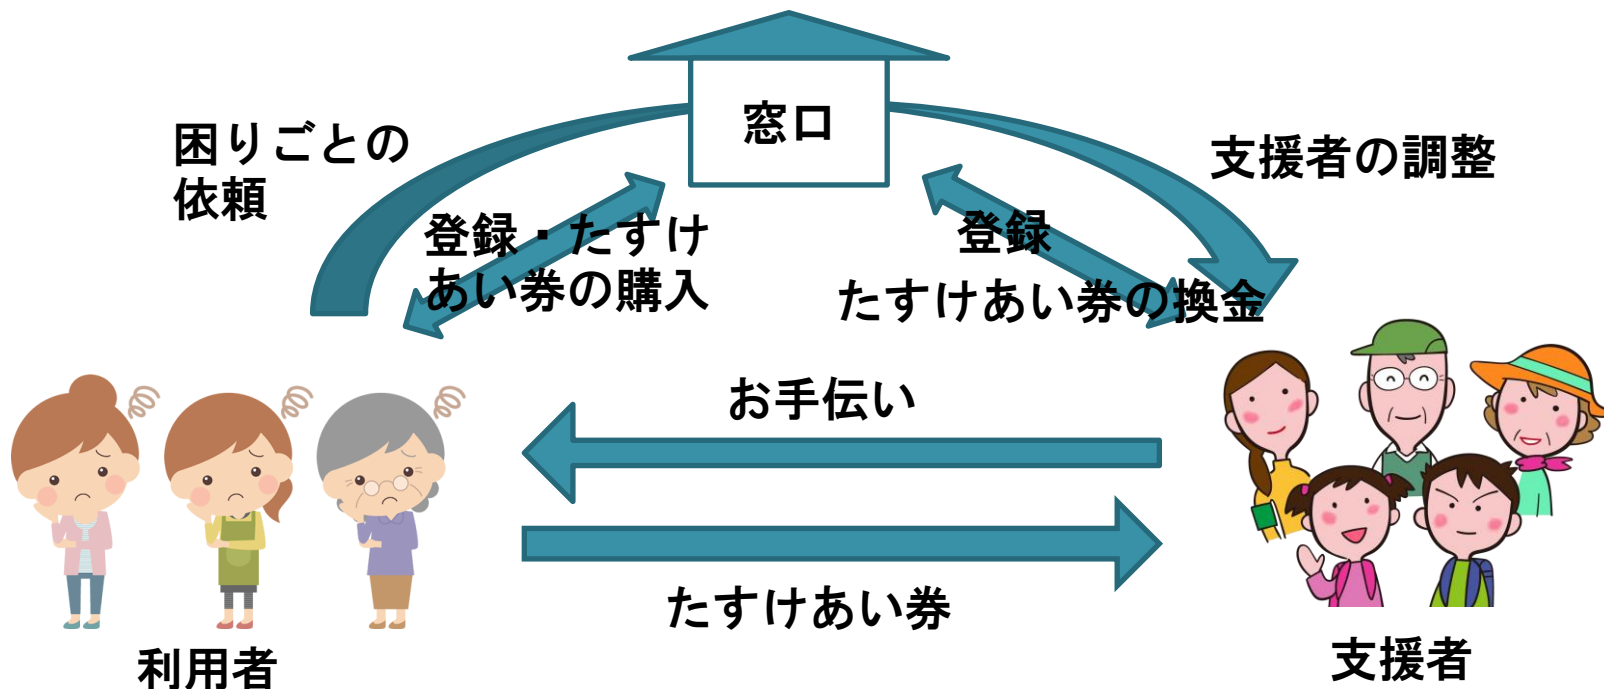 窓口
困りごとの
依頼
支援者の調整
登録・たすけ
あい券の購入
登録
たすけあい券の換金
お手伝い
たすけあい券
利用者
支援者